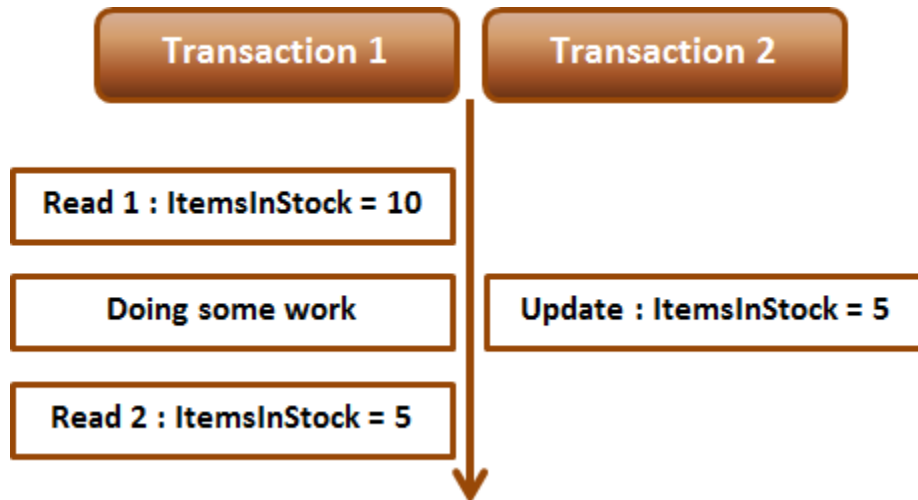 Transaction 1
Transaction 2
Read 1 : ItemsInStock = 10
Doing some work
Update : ItemsInStock = 5
Read 2 : ItemsInStock = 5